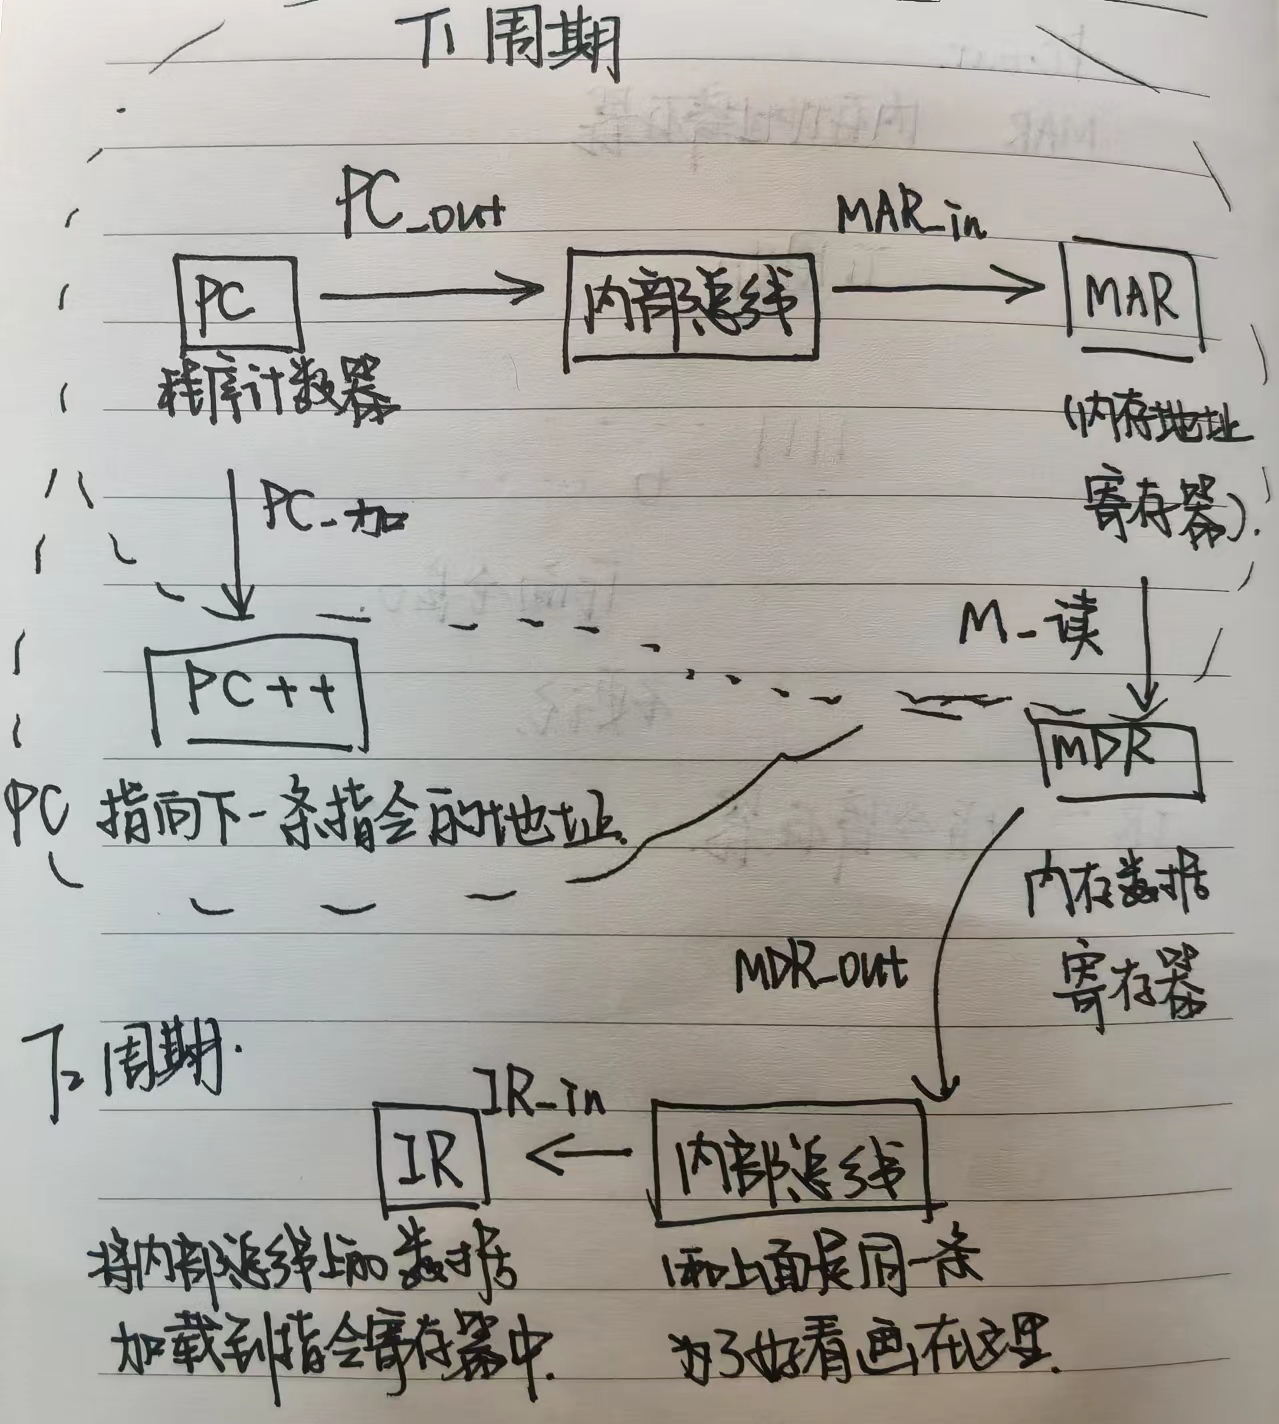 T1 周期
PC_out
MAR_in
PC
内部总线
MAR
程序计数器
(内存地址
寄存器).
PC_加
M_读
PC++
MDR
PC 指向下一条指令的地址.
内存数据
寄存器
MDR_out
T2 周期.
IR_in
IR
内部总线
将内部总线上的数据
加载到指令寄存器中.
(和上面是同一条
为了好看画在这里.